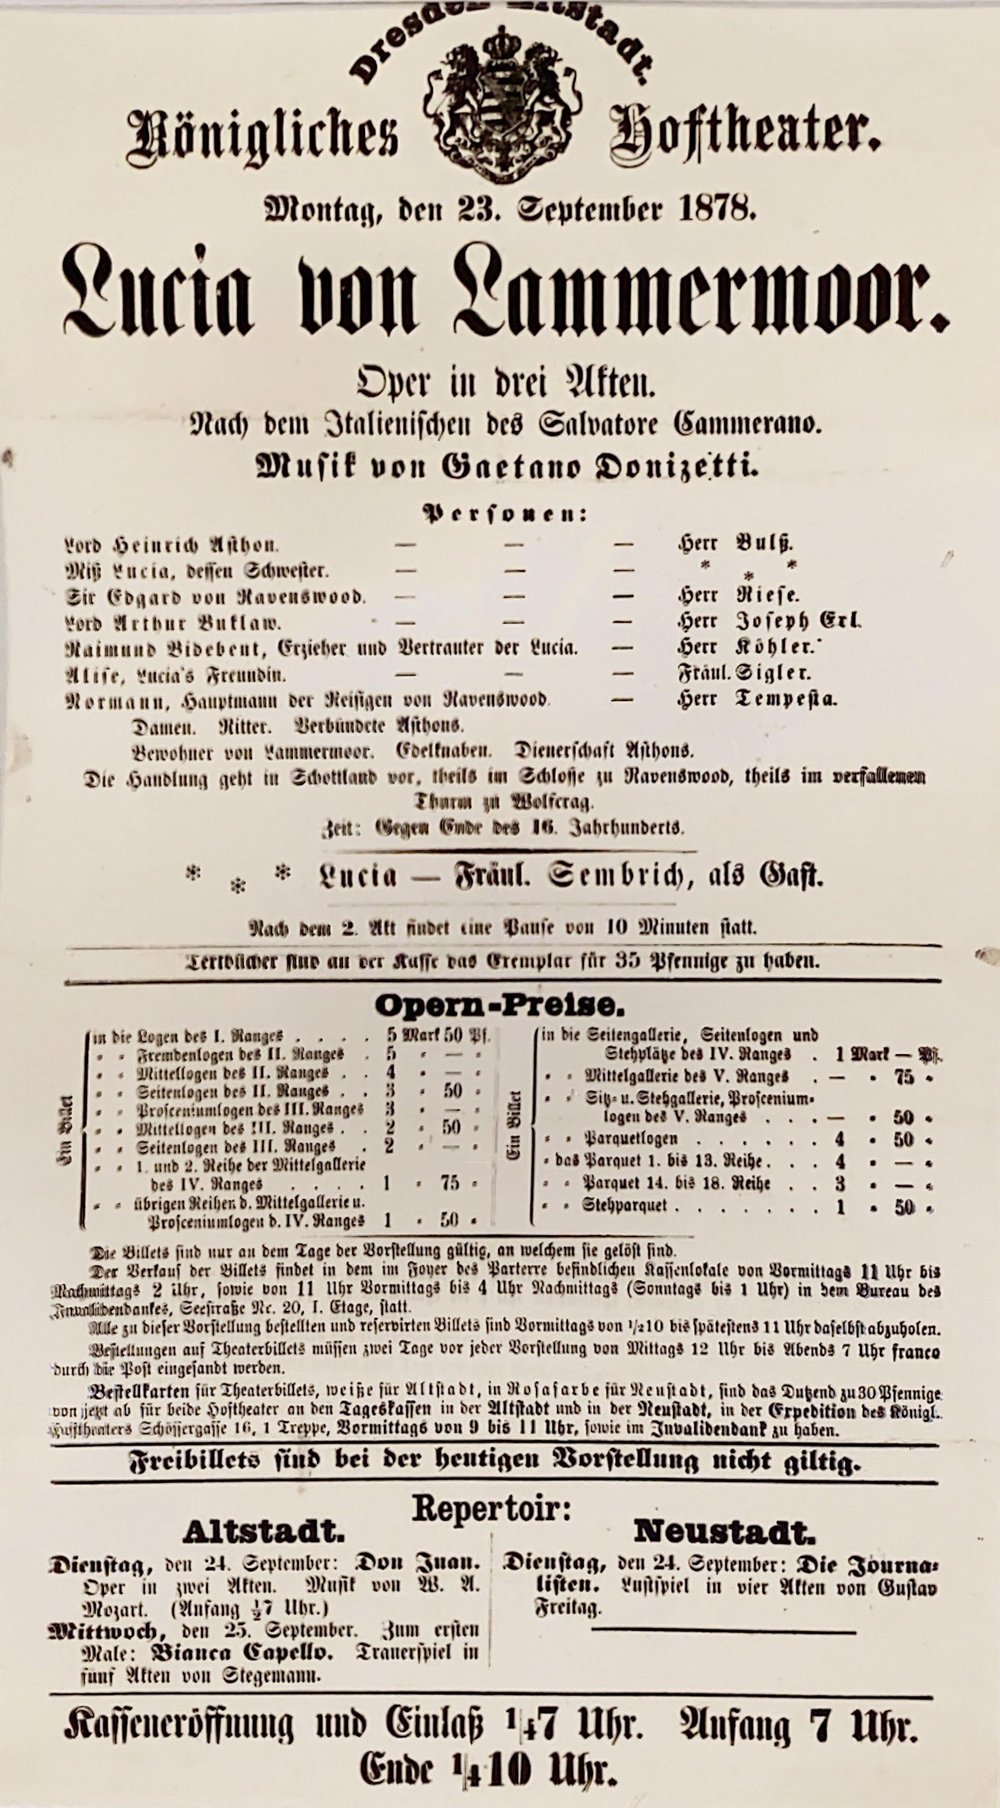 Dresden Altstadt.
Königliches Hoftheater.
Montag, den 23. September 1878.
Lucia von Lammermoor.
Oper in drei Akten.
Nach dem Italienischen des Salvatore Cammerano.
Musik von Gaetano Donizetti.
Personen:
Lord Heinrich Asthon. — — — Herr Bulß.
Miß Lucia, dessen Schwester. — — — * * *
Sir Edgard von Ravenswood. — — — Herr Riese.
Lord Arthur Buklaw. — — — Herr Joseph Erl.
Raimund Bidebent, Erzieher und Vertrauter der Lucia. — Herr Köhler.
Alise, Lucia's Freundin. — — — Fräul. Sigler.
Normann, Hauptmann der Reisigen von Ravenswood. — Herr Tempesta.
Damen. Ritter. Verbündete Asthons.
Bewohner von Lammermoor. Edelknaben. Dienerschaft Asthons.
Die Handlung geht in Schottland vor, theils im Schlosse zu Ravenswood, theils im verfallenen
Thurm zu Wolfcrag.
Zeit: Gegen Ende des 16. Jahrhunderts.
* * * Lucia — Fräul. Sembrich, als Gast.
Nach dem 2. Akt findet eine Pause von 10 Minuten statt.
Textbücher sind an der Kasse das Exemplar für 35 Pfennige zu haben.
Opern-Preise.
Ein Billet
in die Logen des I. Ranges . . . . 5 Mark 50 Pf.
" " Fremdenlogen des II. Ranges . 5 " — "
" " Mittellogen des II. Ranges . . 4 " — "
" " Seitenlogen des II. Ranges . . 3 " 50 "
" " Prosceniumlogen des III. Ranges 3 " — "
" " Mittellogen des III. Ranges . . 2 " 50 "
" " Seitenlogen des III. Ranges . . 2 " — "
" " 1. und 2. Reihe der Mittelgallerie
des IV. Ranges . . . . 1 " 75 "
" " übrigen Reihen d. Mittelgallerie u.
Prosceniumlogen d. IV. Ranges 1 " 50 "
Ein Billet
in die Seitengallerie, Seitenlogen und
Stehplätze des IV. Ranges . 1 Mark — Pf.
" " Mittelgallerie des V. Ranges . — " 75 "
" " Sitz- u. Stehgallerie, Proscenium-
logen des V. Ranges . . . — " 50 "
" " Parquetlogen . . . . . . 4 " 50 "
" das Parquet 1. bis 13. Reihe . . . 4 " — "
" " Parquet 14. bis 18. Reihe . . 3 " — "
" " Stehparquet . . . . . . . 1 " 50 "
Die Billets sind nur an dem Tage der Vorstellung gültig, an welchem sie gelöst sind.
Der Verkauf der Billets findet in dem im Foyer des Parterre befindlichen Kassenlokale von Vormittags 11 Uhr bis
Nachmittags 2 Uhr, sowie von 11 Uhr Vormittags bis 4 Uhr Nachmittags (Sonntags bis 1 Uhr) in dem Bureau des
Invalidendankes, Seestraße Nr. 20, I. Etage, statt.
Alle zu dieser Vorstellung bestellten und reservirten Billets sind Vormittags von ½10 bis spätestens 11 Uhr daselbst abzuholen.
Bestellungen auf Theaterbillets müssen zwei Tage vor jeder Vorstellung von Mittags 12 Uhr bis Abends 7 Uhr franco
durch die Post eingesandt werden.
Bestellkarten für Theaterbillets, weiße für Altstadt, in Rosafarbe für Neustadt, sind das Dutzend zu 30 Pfennige
von jetzt ab für beide Hoftheater an den Tageskassen in der Altstadt und in der Neustadt, in der Expedition des Königl.
Hoftheaters Schössergasse 16, 1 Treppe, Vormittags von 9 bis 11 Uhr, sowie im Invalidendank zu haben.
Freibillets sind bei der heutigen Vorstellung nicht giltig.
Repertoir:
Altstadt.
Dienstag, den 24. September: Don Juan.
Oper in zwei Akten. Musik von W. A.
Mozart. (Anfang ½7 Uhr.)
Mittwoch, den 25. September. Zum ersten
Male: Bianca Capello. Trauerspiel in
fünf Akten von Stegemann.
Neustadt.
Dienstag, den 24. September: Die Journa-
listen. Lustspiel in vier Akten von Gustav
Freitag.
Kasseneröffnung und Einlaß ¼7 Uhr. Anfang 7 Uhr.
Ende ¼10 Uhr.